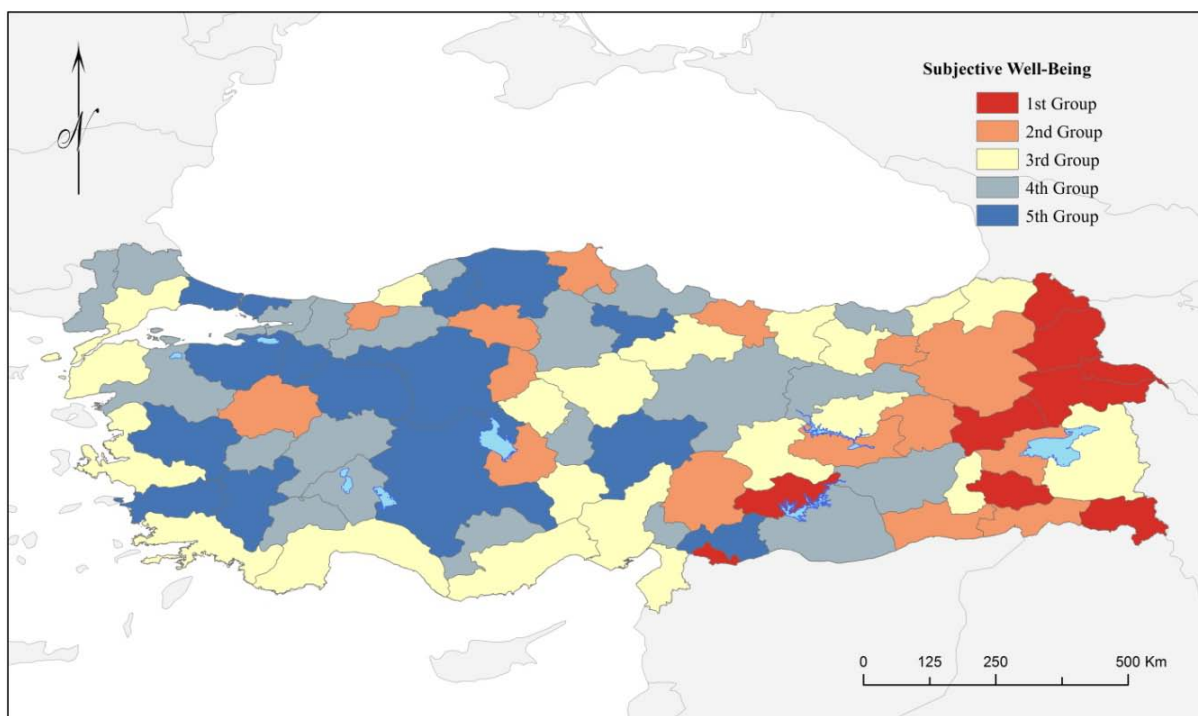 N
Subjective Well-Being
1st Group
2nd Group
3rd Group
4th Group
5th Group
0 125 250 500 Km